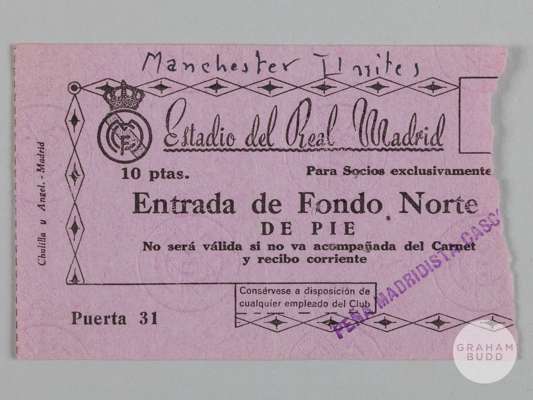 Manchester Unites
Estadio del Real Madrid
10 ptas.
Para Socios exclusivamente
Entrada de Fondo Norte
DE PIE
No será válida si no va acompañada del Carnet
y recibo corriente
Consérvese a disposición de
cualquier empleado del Club
Puerta 31
PEÑA MADRIDISTA CASCO
Chulilla y Angel. - Madrid
GRAHAM
BUDD